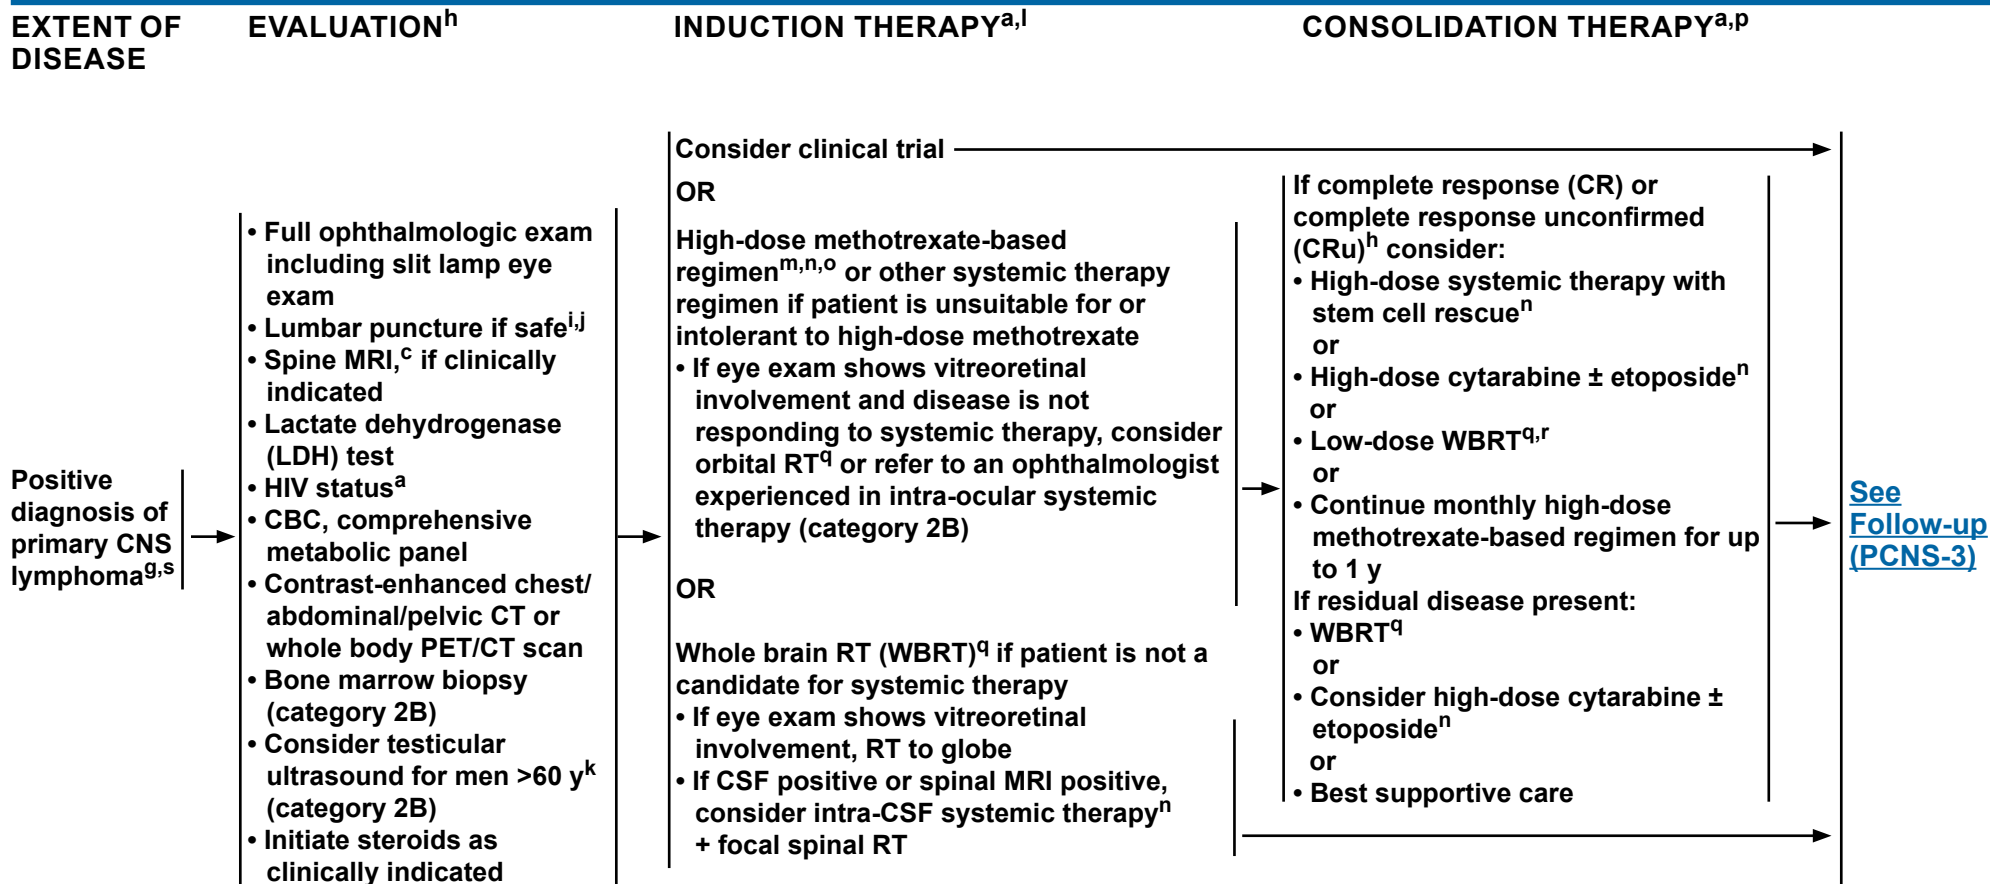 EXTENT OF
DISEASE
EVALUATIONh
INDUCTION THERAPYa,l
CONSOLIDATION THERAPYa,p
Positive
diagnosis of
primary CNS
lymphomag,s
• Full ophthalmologic exam
including slit lamp eye
exam
• Lumbar puncture if safei,j
• Spine MRI,c if clinically
indicated
• Lactate dehydrogenase
(LDH) test
• HIV statusa
• CBC, comprehensive
metabolic panel
• Contrast-enhanced chest/
abdominal/pelvic CT or
whole body PET/CT scan
• Bone marrow biopsy
(category 2B)
• Consider testicular
ultrasound for men >60 yk
(category 2B)
• Initiate steroids as
clinically indicated
Consider clinical trial
OR
High-dose methotrexate-based
regimenm,n,o or other systemic therapy
regimen if patient is unsuitable for or
intolerant to high-dose methotrexate
• If eye exam shows vitreoretinal
involvement and disease is not
responding to systemic therapy, consider
orbital RTq or refer to an ophthalmologist
experienced in intra-ocular systemic
therapy (category 2B)
OR
Whole brain RT (WBRT)q if patient is not a
candidate for systemic therapy
• If eye exam shows vitreoretinal
involvement, RT to globe
• If CSF positive or spinal MRI positive,
consider intra-CSF systemic therapyn
+ focal spinal RT
If complete response (CR) or
complete response unconfirmed
(CRu)h consider:
• High-dose systemic therapy with
stem cell rescuen
or
• High-dose cytarabine ± etoposiden
or
• Low-dose WBRTq,r
or
• Continue monthly high-dose
methotrexate-based regimen for up
to 1 y
If residual disease present:
• WBRTq
or
• Consider high-dose cytarabine ±
etoposiden
or
• Best supportive care
See
Follow-up
(PCNS-3)